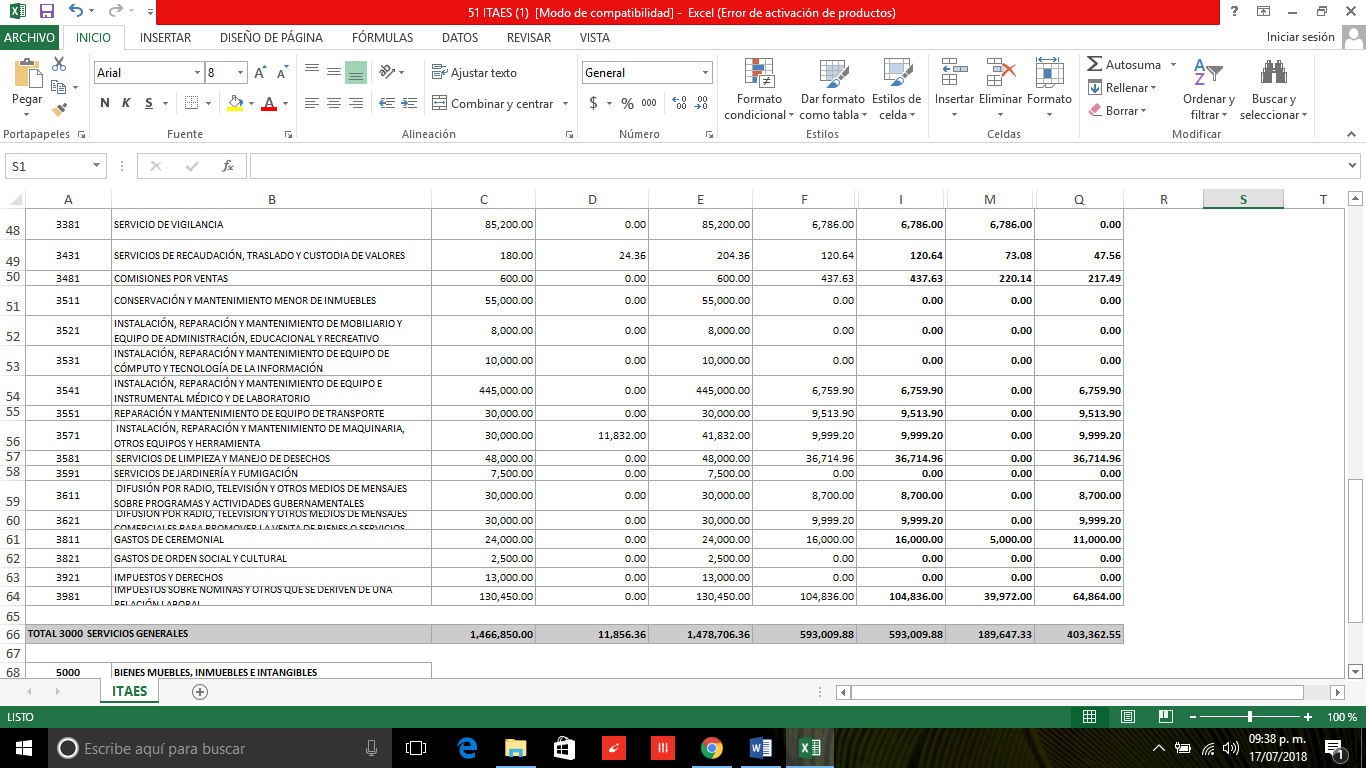 51 ITAES (1) [Modo de compatibilidad] - Excel (Error de activación de productos)
ARCHIVO INICIO INSERTAR DISEÑO DE PÁGINA FÓRMULAS DATOS REVISAR VISTA Iniciar sesión
Arial 8 Ajustar texto General Autosuma
Pegar N K S Combinar y centrar $ % 000 Formato condicional Dar formato como tabla Estilos de celda Insertar Eliminar Formato Rellenar Borrar Ordenar y filtrar Buscar y seleccionar
Portapapeles Fuente Alineación Número Estilos Celdas Modificar
S1 fx
A B C D E F I M Q R S T
48 3381 SERVICIO DE VIGILANCIA 85,200.00 0.00 85,200.00 6,786.00 6,786.00 6,786.00 0.00
49 3431 SERVICIOS DE RECAUDACIÓN, TRASLADO Y CUSTODIA DE VALORES 180.00 24.36 204.36 120.64 120.64 73.08 47.56
50 3481 COMISIONES POR VENTAS 600.00 0.00 600.00 437.63 437.63 220.14 217.49
51 3511 CONSERVACIÓN Y MANTENIMIENTO MENOR DE INMUEBLES 55,000.00 0.00 55,000.00 0.00 0.00 0.00 0.00
52 3521 INSTALACIÓN, REPARACIÓN Y MANTENIMIENTO DE MOBILIARIO Y
EQUIPO DE ADMINISTRACIÓN, EDUCACIONAL Y RECREATIVO 8,000.00 0.00 8,000.00 0.00 0.00 0.00 0.00
53 3531 INSTALACIÓN, REPARACIÓN Y MANTENIMIENTO DE EQUIPO DE
CÓMPUTO Y TECNOLOGÍA DE LA INFORMACIÓN 10,000.00 0.00 10,000.00 0.00 0.00 0.00 0.00
54 3541 INSTALACIÓN, REPARACIÓN Y MANTENIMIENTO DE EQUIPO E
INSTRUMENTAL MÉDICO Y DE LABORATORIO 445,000.00 0.00 445,000.00 6,759.90 6,759.90 0.00 6,759.90
55 3551 REPARACIÓN Y MANTENIMIENTO DE EQUIPO DE TRANSPORTE 30,000.00 0.00 30,000.00 9,513.90 9,513.90 0.00 9,513.90
56 3571 INSTALACIÓN, REPARACIÓN Y MANTENIMIENTO DE MAQUINARIA,
OTROS EQUIPOS Y HERRAMIENTA 30,000.00 11,832.00 41,832.00 9,999.20 9,999.20 0.00 9,999.20
57 3581 SERVICIOS DE LIMPIEZA Y MANEJO DE DESECHOS 48,000.00 0.00 48,000.00 36,714.96 36,714.96 0.00 36,714.96
58 3591 SERVICIOS DE JARDINERÍA Y FUMIGACIÓN 7,500.00 0.00 7,500.00 0.00 0.00 0.00 0.00
59 3611 DIFUSIÓN POR RADIO, TELEVISIÓN Y OTROS MEDIOS DE MENSAJES
SOBRE PROGRAMAS Y ACTIVIDADES GUBERNAMENTALES 30,000.00 0.00 30,000.00 8,700.00 8,700.00 0.00 8,700.00
60 3621 DIFUSIÓN POR RADIO, TELEVISIÓN Y OTROS MEDIOS DE MENSAJES
COMERCIALES PARA PROMOVER LA VENTA DE BIENES O SERVICIOS 30,000.00 0.00 30,000.00 9,999.20 9,999.20 0.00 9,999.20
61 3811 GASTOS DE CEREMONIAL 24,000.00 0.00 24,000.00 16,000.00 16,000.00 5,000.00 11,000.00
62 3821 GASTOS DE ORDEN SOCIAL Y CULTURAL 2,500.00 0.00 2,500.00 0.00 0.00 0.00 0.00
63 3921 IMPUESTOS Y DERECHOS 13,000.00 0.00 13,000.00 0.00 0.00 0.00 0.00
64 3981 IMPUESTOS SOBRE NOMINAS Y OTROS QUE SE DERIVEN DE UNA
RELACIÓN LABORAL 130,450.00 0.00 130,450.00 104,836.00 104,836.00 39,972.00 64,864.00
65
66 TOTAL 3000 SERVICIOS GENERALES 1,466,850.00 11,856.36 1,478,706.36 593,009.88 593,009.88 189,647.33 403,362.55
67
68 5000 BIENES MUEBLES, INMUEBLES E INTANGIBLES
ITAES
LISTO 100 %
Escribe aquí para buscar 09:38 p. m.
17/07/2018 1